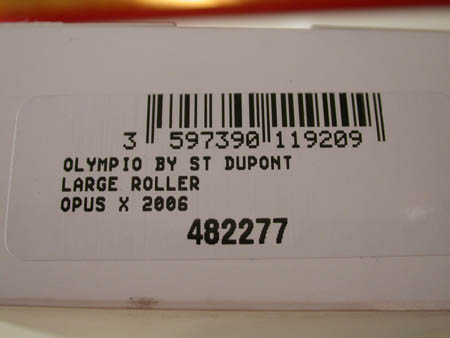 3 597390 119209
OLYMPIO BY ST DUPONT
LARGE ROLLER
OPUS X 2006
482277